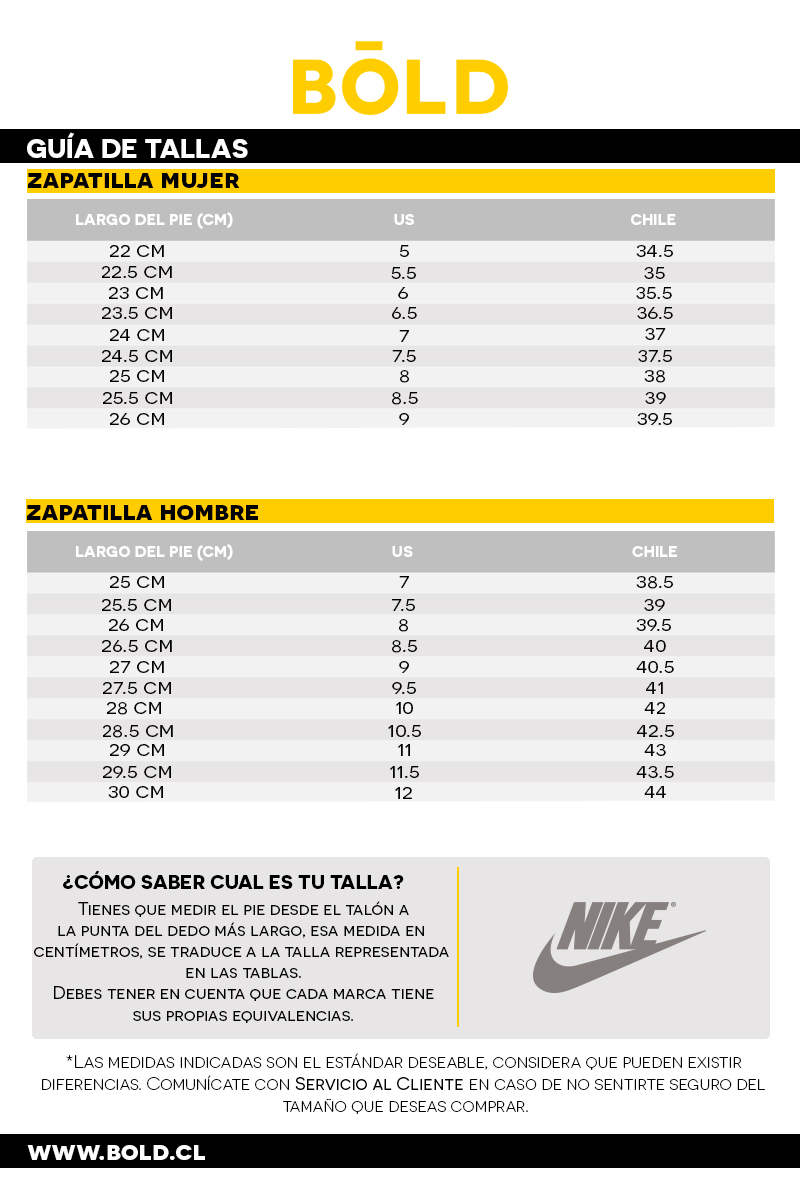 BŌLD
GUÍA DE TALLAS
ZAPATILLA MUJER
LARGO DEL PIE (CM) US CHILE
22 CM 5 34.5
22.5 CM 5.5 35
23 CM 6 35.5
23.5 CM 6.5 36.5
24 CM 7 37
24.5 CM 7.5 37.5
25 CM 8 38
25.5 CM 8.5 39
26 CM 9 39.5
ZAPATILLA HOMBRE
LARGO DEL PIE (CM) US CHILE
25 CM 7 38.5
25.5 CM 7.5 39
26 CM 8 39.5
26.5 CM 8.5 40
27 CM 9 40.5
27.5 CM 9.5 41
28 CM 10 42
28.5 CM 10.5 42.5
29 CM 11 43
29.5 CM 11.5 43.5
30 CM 12 44
¿CÓMO SABER CUAL ES TU TALLA?
TIENES QUE MEDIR EL PIE DESDE EL TALÓN A
LA PUNTA DEL DEDO MÁS LARGO, ESA MEDIDA EN
CENTÍMETROS, SE TRADUCE A LA TALLA REPRESENTADA
EN LAS TABLAS.
DEBES TENER EN CUENTA QUE CADA MARCA TIENE
SUS PROPIAS EQUIVALENCIAS.
NIKE®
*LAS MEDIDAS INDICADAS SON EL ESTÁNDAR DESEABLE, CONSIDERA QUE PUEDEN EXISTIR
DIFERENCIAS. COMUNÍCATE CON SERVICIO AL CLIENTE EN CASO DE NO SENTIRTE SEGURO DEL
TAMAÑO QUE DESEAS COMPRAR.
WWW.BOLD.CL